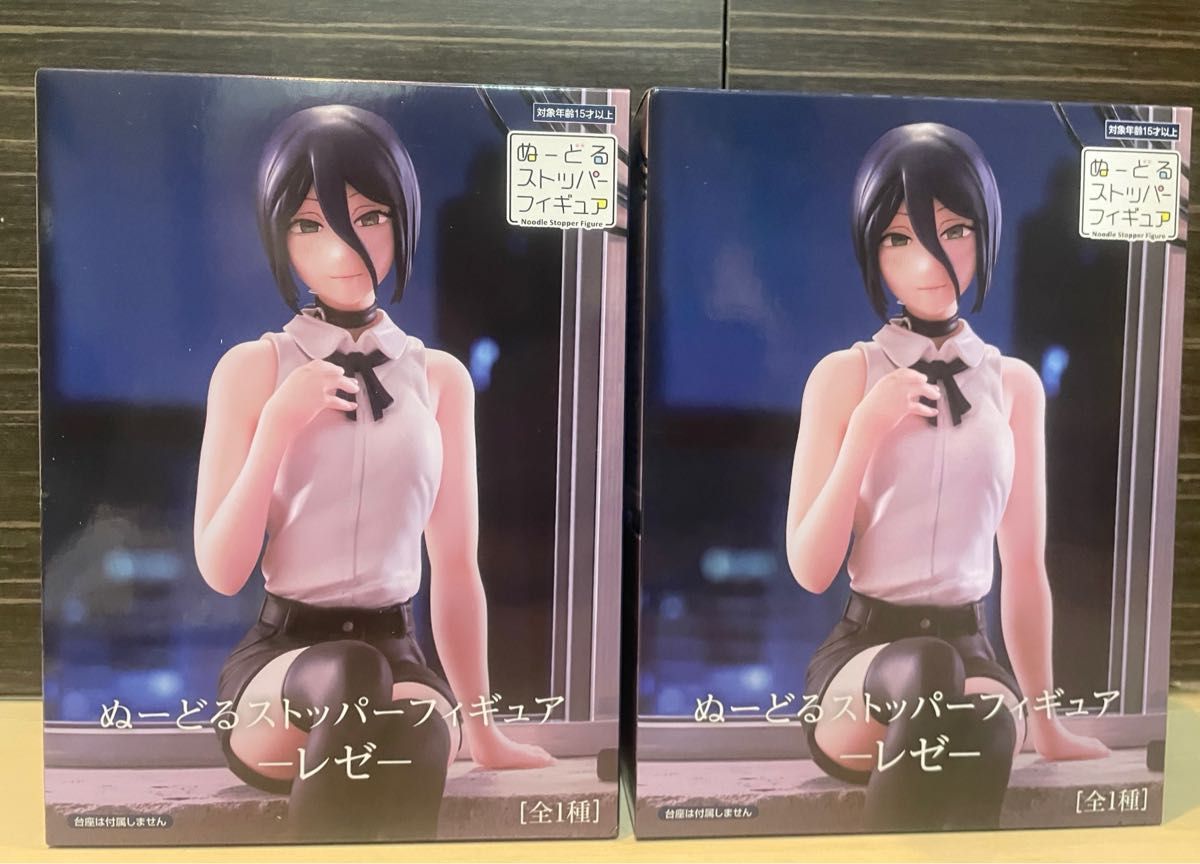 対象年齢15才以上
ぬーどる
ストッパー
フィギュア
Noodle Stopper Figure
ぬーどるストッパーフィギュア
ーレゼー
[全1種]
台座は付属しません
対象年齢15才以上
ぬーどる
ストッパー
フィギュア
Noodle Stopper Figure
ぬーどるストッパーフィギュア
ーレゼー
[全1種]
台座は付属しません